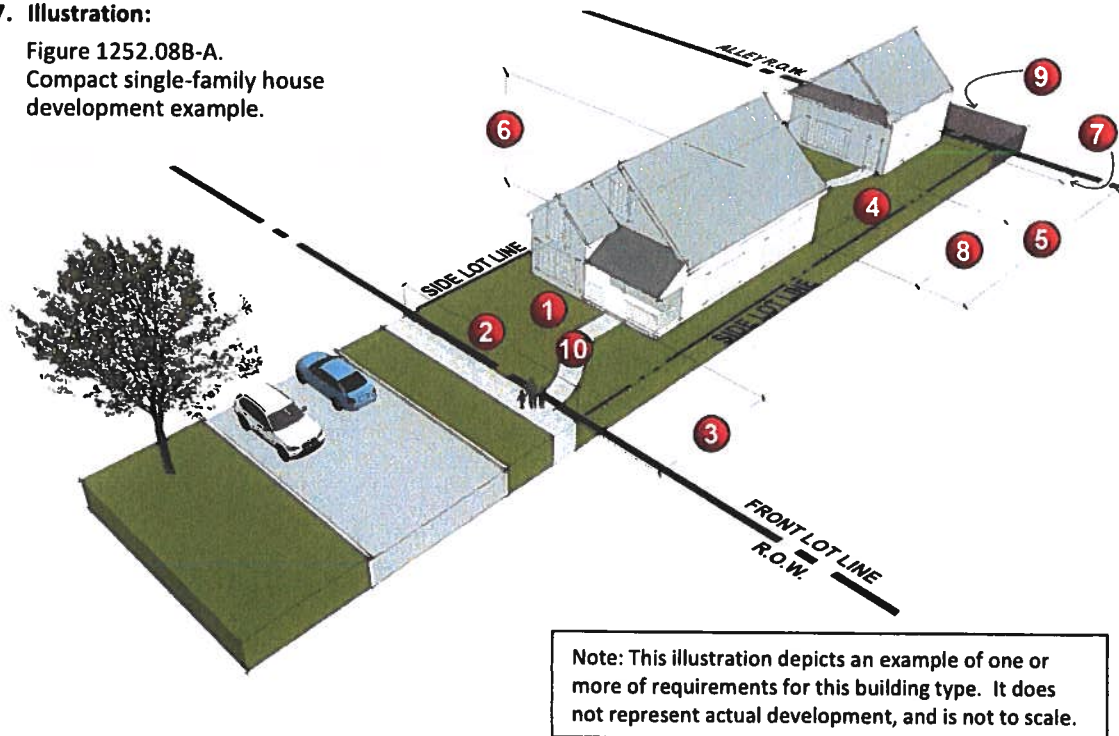 7. Illustration:
Figure 1252.08B-A.
Compact single-family house
development example.
ALLEY R.O.W.
9
6
7
4
8
5
SIDE LOT LINE
1
2
SIDE LOT LINE
10
3
FRONT LOT LINE
R.O.W.
Note: This illustration depicts an example of one or
more of requirements for this building type. It does
not represent actual development, and is not to scale.